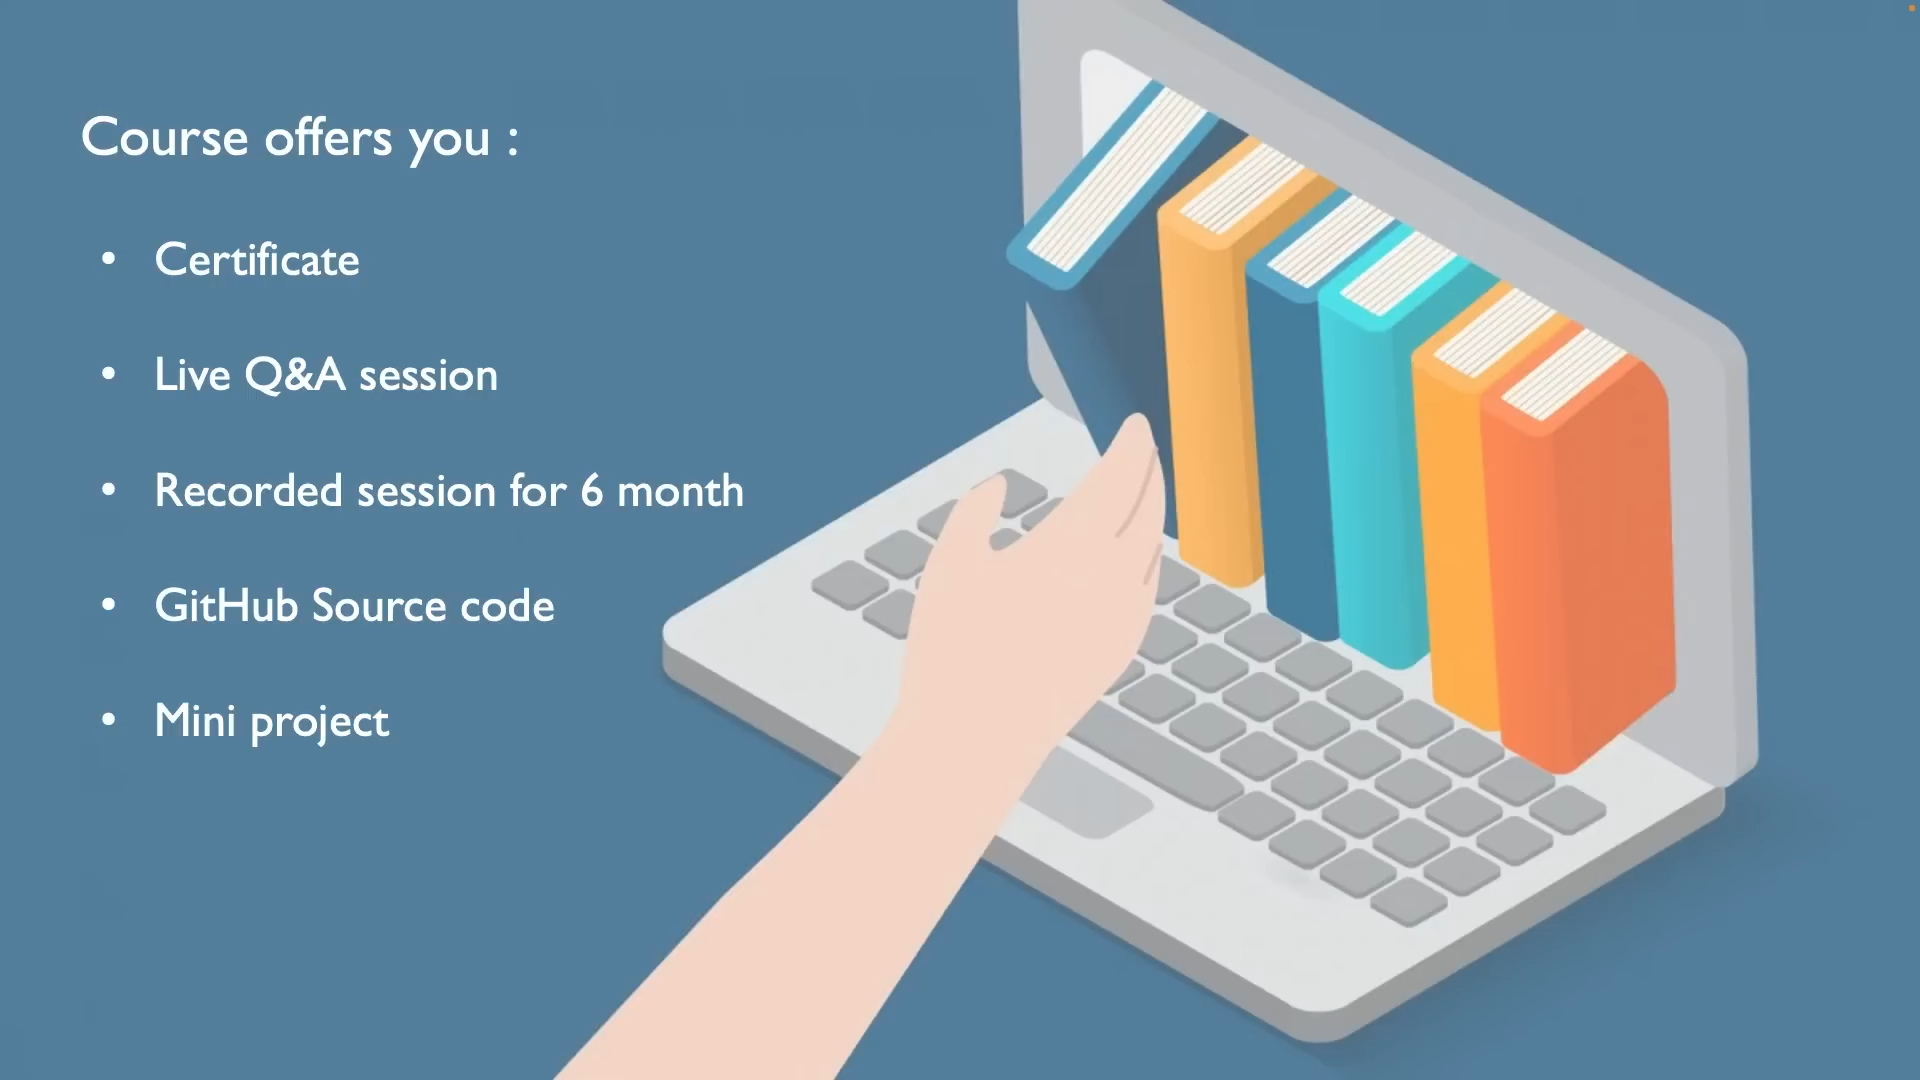 Course offers you :
• Certificate
• Live Q&A session
• Recorded session for 6 month
• GitHub Source code
• Mini project